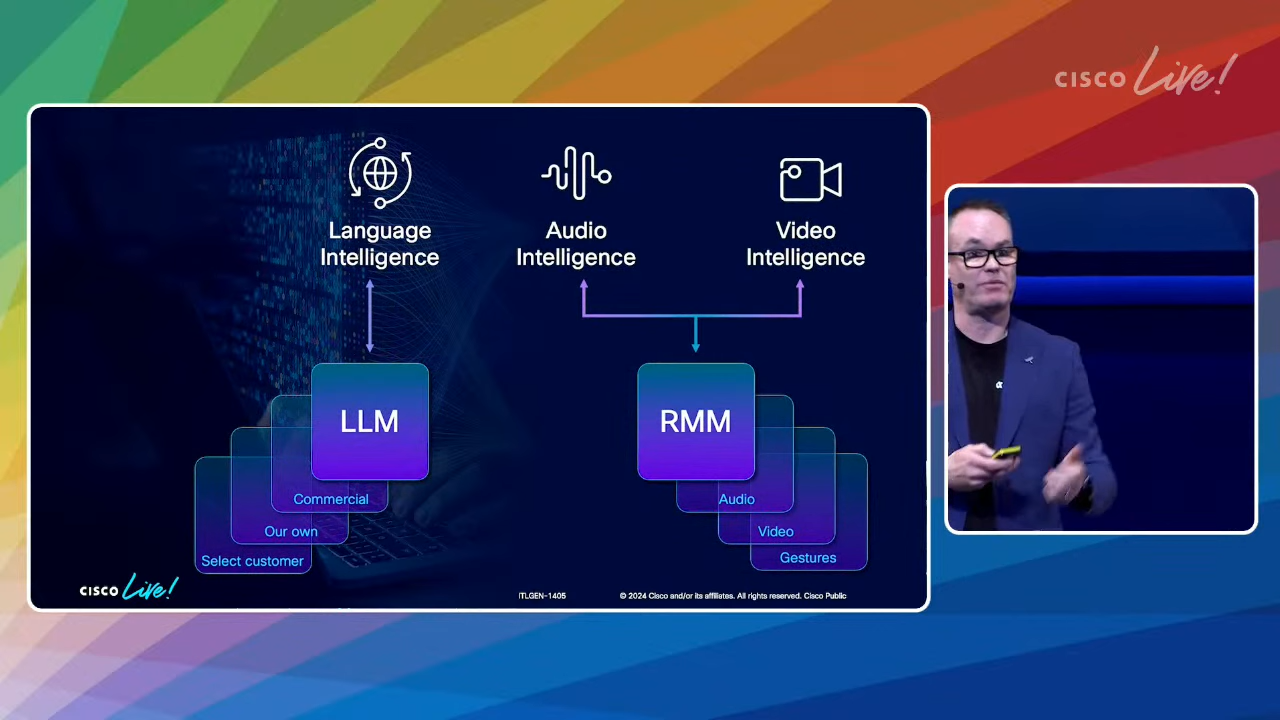 CISCO Live!
Language
Intelligence
Audio
Intelligence
Video
Intelligence
LLM
Commercial
Our own
Select customer
RMM
Audio
Video
Gestures
CISCO Live!
ITLGEN-1405
© 2024 Cisco and/or its affiliates. All rights reserved. Cisco Public